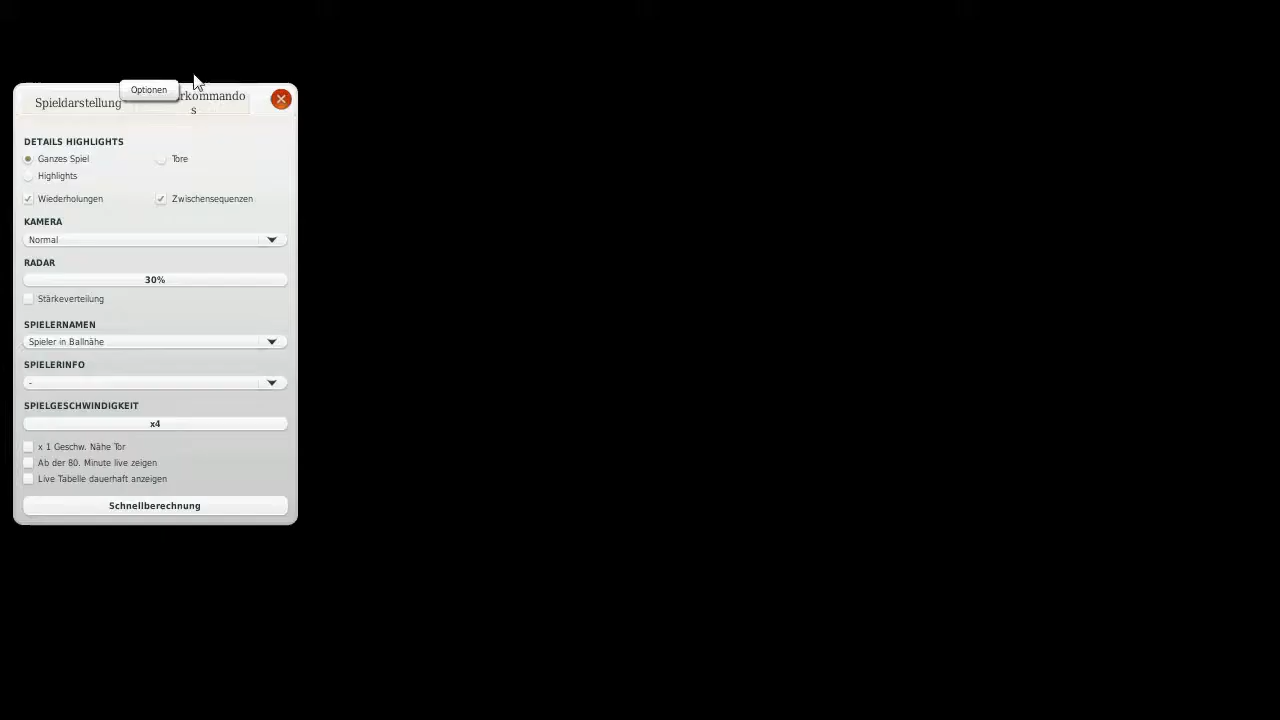 Optionen
Spieldarstellung
rkommando
s
DETAILS HIGHLIGHTS
Ganzes Spiel
Tore
Highlights
Wiederholungen
Zwischensequenzen
KAMERA
Normal
RADAR
30%
Stärkeverteilung
SPIELERNAMEN
Spieler in Ballnähe
SPIELERINFO
-
SPIELGESCHWINDIGKEIT
x4
x 1 Geschw. Nähe Tor
Ab der 80. Minute live zeigen
Live Tabelle dauerhaft anzeigen
Schnellberechnung